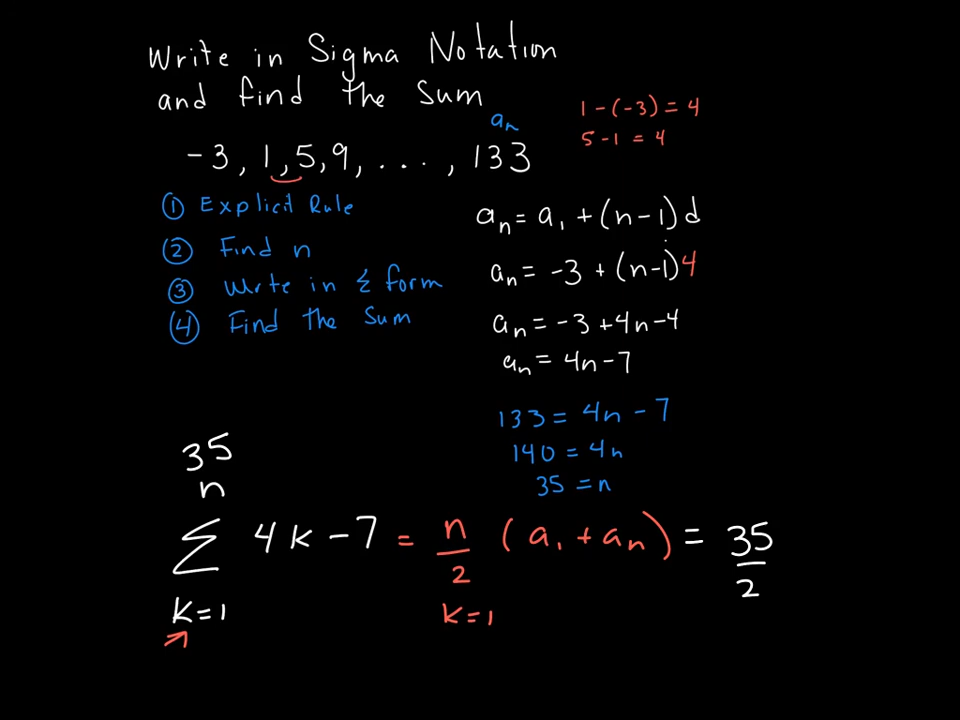 Write in Sigma Notation
and find the Sum
1 - (-3) = 4
5 - 1 = 4
aₙ
-3, 1, 5, 9, ..., 133
① Explicit Rule
② Find n
③ Write in Σ form
④ Find the Sum
aₙ = a₁ + (n - 1)d
aₙ = -3 + (n - 1)4
aₙ = -3 + 4n - 4
aₙ = 4n - 7
133 = 4n - 7
140 = 4n
35 = n
35
n
Σ 4k - 7 = n/2 (a₁ + aₙ) = 35/2
k = 1
k = 1